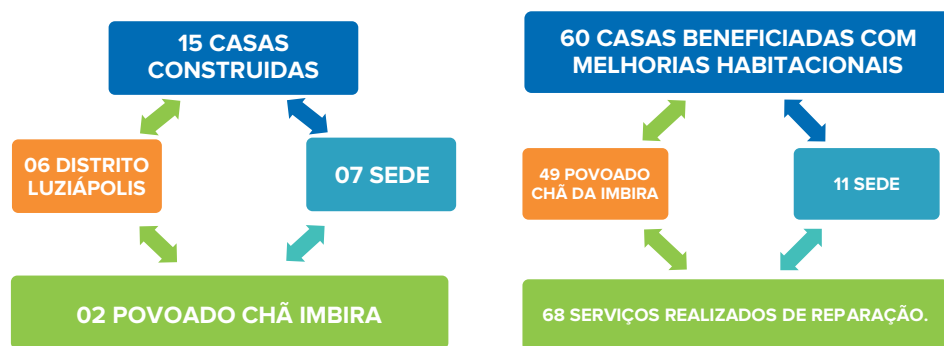 15 CASAS
CONSTRUIDAS
06 DISTRITO
LUZIÁPOLIS
07 SEDE
02 POVOADO CHÃ IMBIRA
60 CASAS BENEFICIADAS COM
MELHORIAS HABITACIONAIS
49 POVOADO
CHÃ DA IMBIRA
11 SEDE
68 SERVIÇOS REALIZADOS DE REPARAÇÃO.